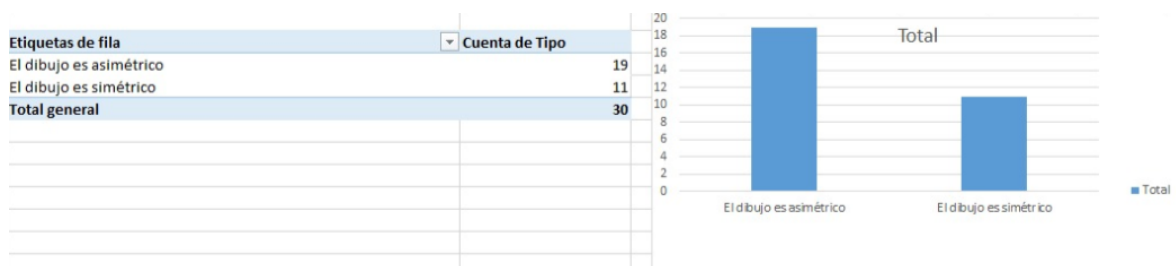 Etiquetas de fila Cuenta de Tipo
El dibujo es asimétrico 19
El dibujo es simétrico 11
Total general 30
Total
20
18
16
14
12
10
8
6
4
2
0
El dibujo es asimétrico El dibujo es simétrico
Total